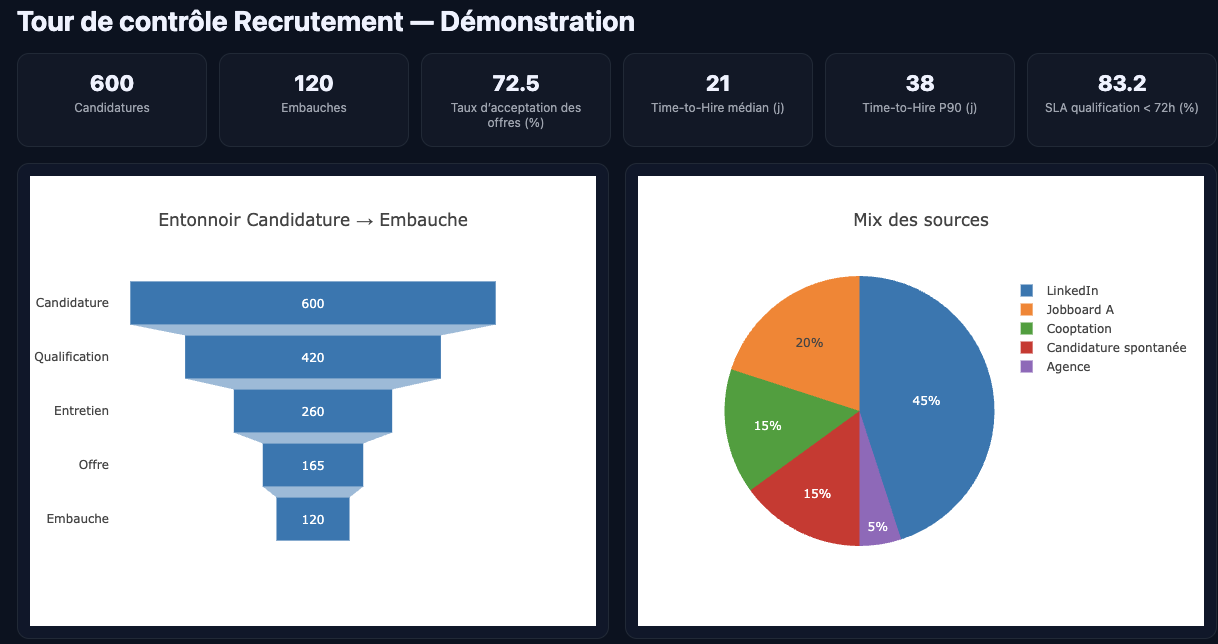 Tour de contrôle Recrutement — Démonstration
600
Candidatures
120
Embauches
72.5
Taux d’acceptation des
offres (%)
21
Time-to-Hire médian (j)
38
Time-to-Hire P90 (j)
83.2
SLA qualification < 72h (%)
Entonnoir Candidature → Embauche
Candidature
600
Qualification
420
Entretien
260
Offre
165
Embauche
120
Mix des sources
45%
20%
15%
15%
5%
LinkedIn
Jobboard A
Cooptation
Candidature spontanée
Agence